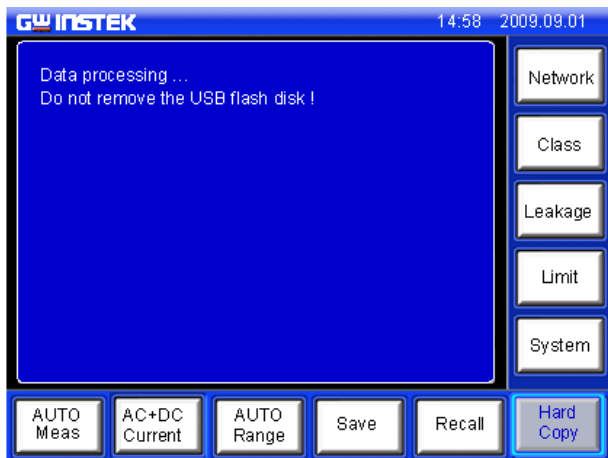 GW INSTEK 14:58 2009.09.01
Data processing ...
Do not remove the USB flash disk !
Network
Class
Leakage
Limit
System
AUTO
Meas
AC+DC
Current
AUTO
Range
Save
Recall
Hard
Copy